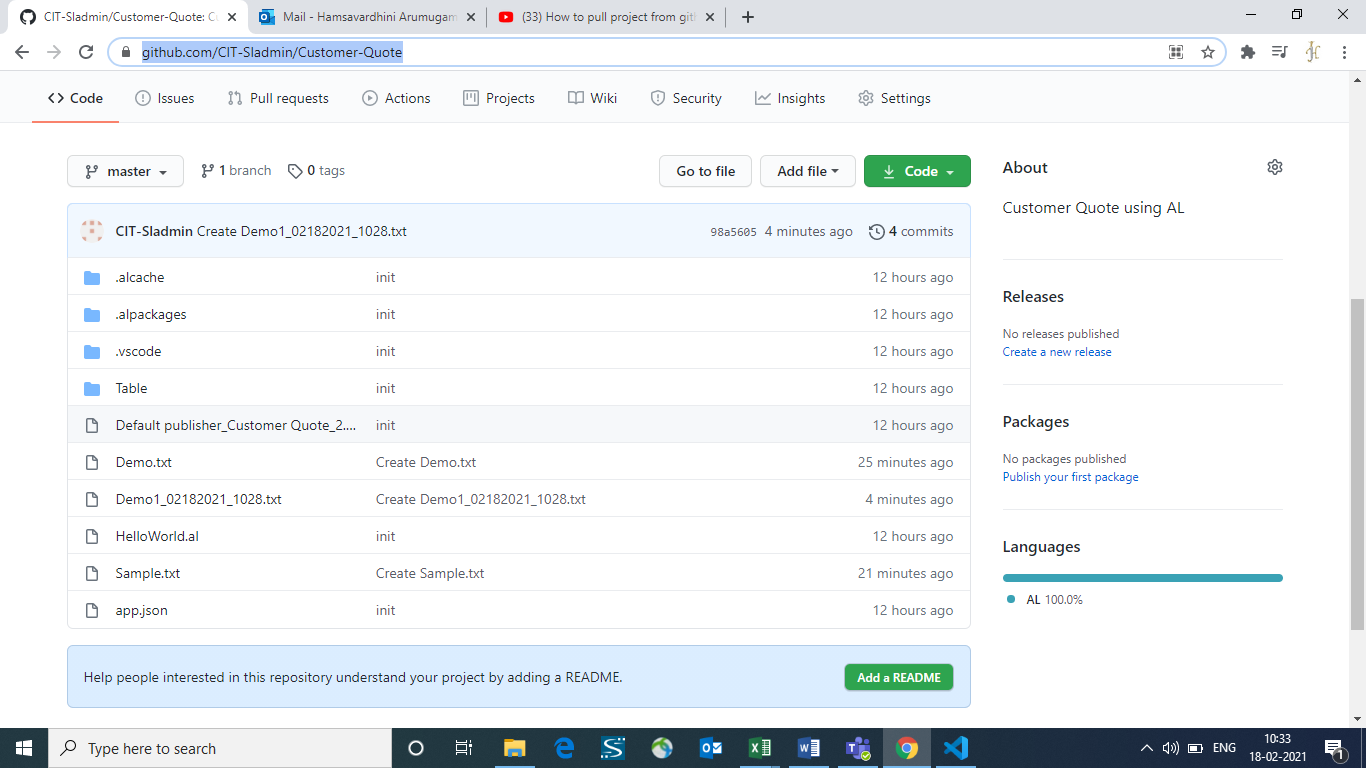 CIT-Sladmin/Customer-Quote: C
Mail - Hamsavardhini Arumugam
(33) How to pull project from git
github.com/CIT-Sladmin/Customer-Quote
Code Issues Pull requests Actions Projects Wiki Security Insights Settings
master 1 branch 0 tags Go to file Add file Code
CIT-Sladmin Create Demo1_02182021_1028.txt 98a5605 4 minutes ago 4 commits
.alcache init 12 hours ago
.alpackages init 12 hours ago
.vscode init 12 hours ago
Table init 12 hours ago
Default publisher_Customer Quote_2.... init 12 hours ago
Demo.txt Create Demo.txt 25 minutes ago
Demo1_02182021_1028.txt Create Demo1_02182021_1028.txt 4 minutes ago
HelloWorld.al init 12 hours ago
Sample.txt Create Sample.txt 21 minutes ago
app.json init 12 hours ago
Help people interested in this repository understand your project by adding a README. Add a README
About
Customer Quote using AL
Releases
No releases published
Create a new release
Packages
No packages published
Publish your first package
Languages
AL 100.0%
Type here to search
ENG
10:33
18-02-2021
1